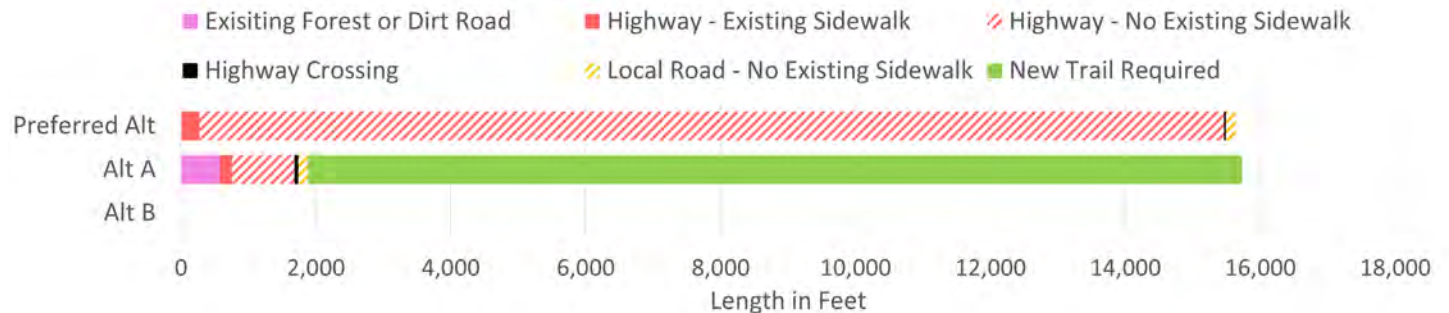 Exisiting Forest or Dirt Road Highway - Existing Sidewalk Highway - No Existing Sidewalk
Highway Crossing Local Road - No Existing Sidewalk New Trail Required
Preferred Alt
Alt A
Alt B
0 2,000 4,000 6,000 8,000 10,000 12,000 14,000 16,000 18,000
Length in Feet